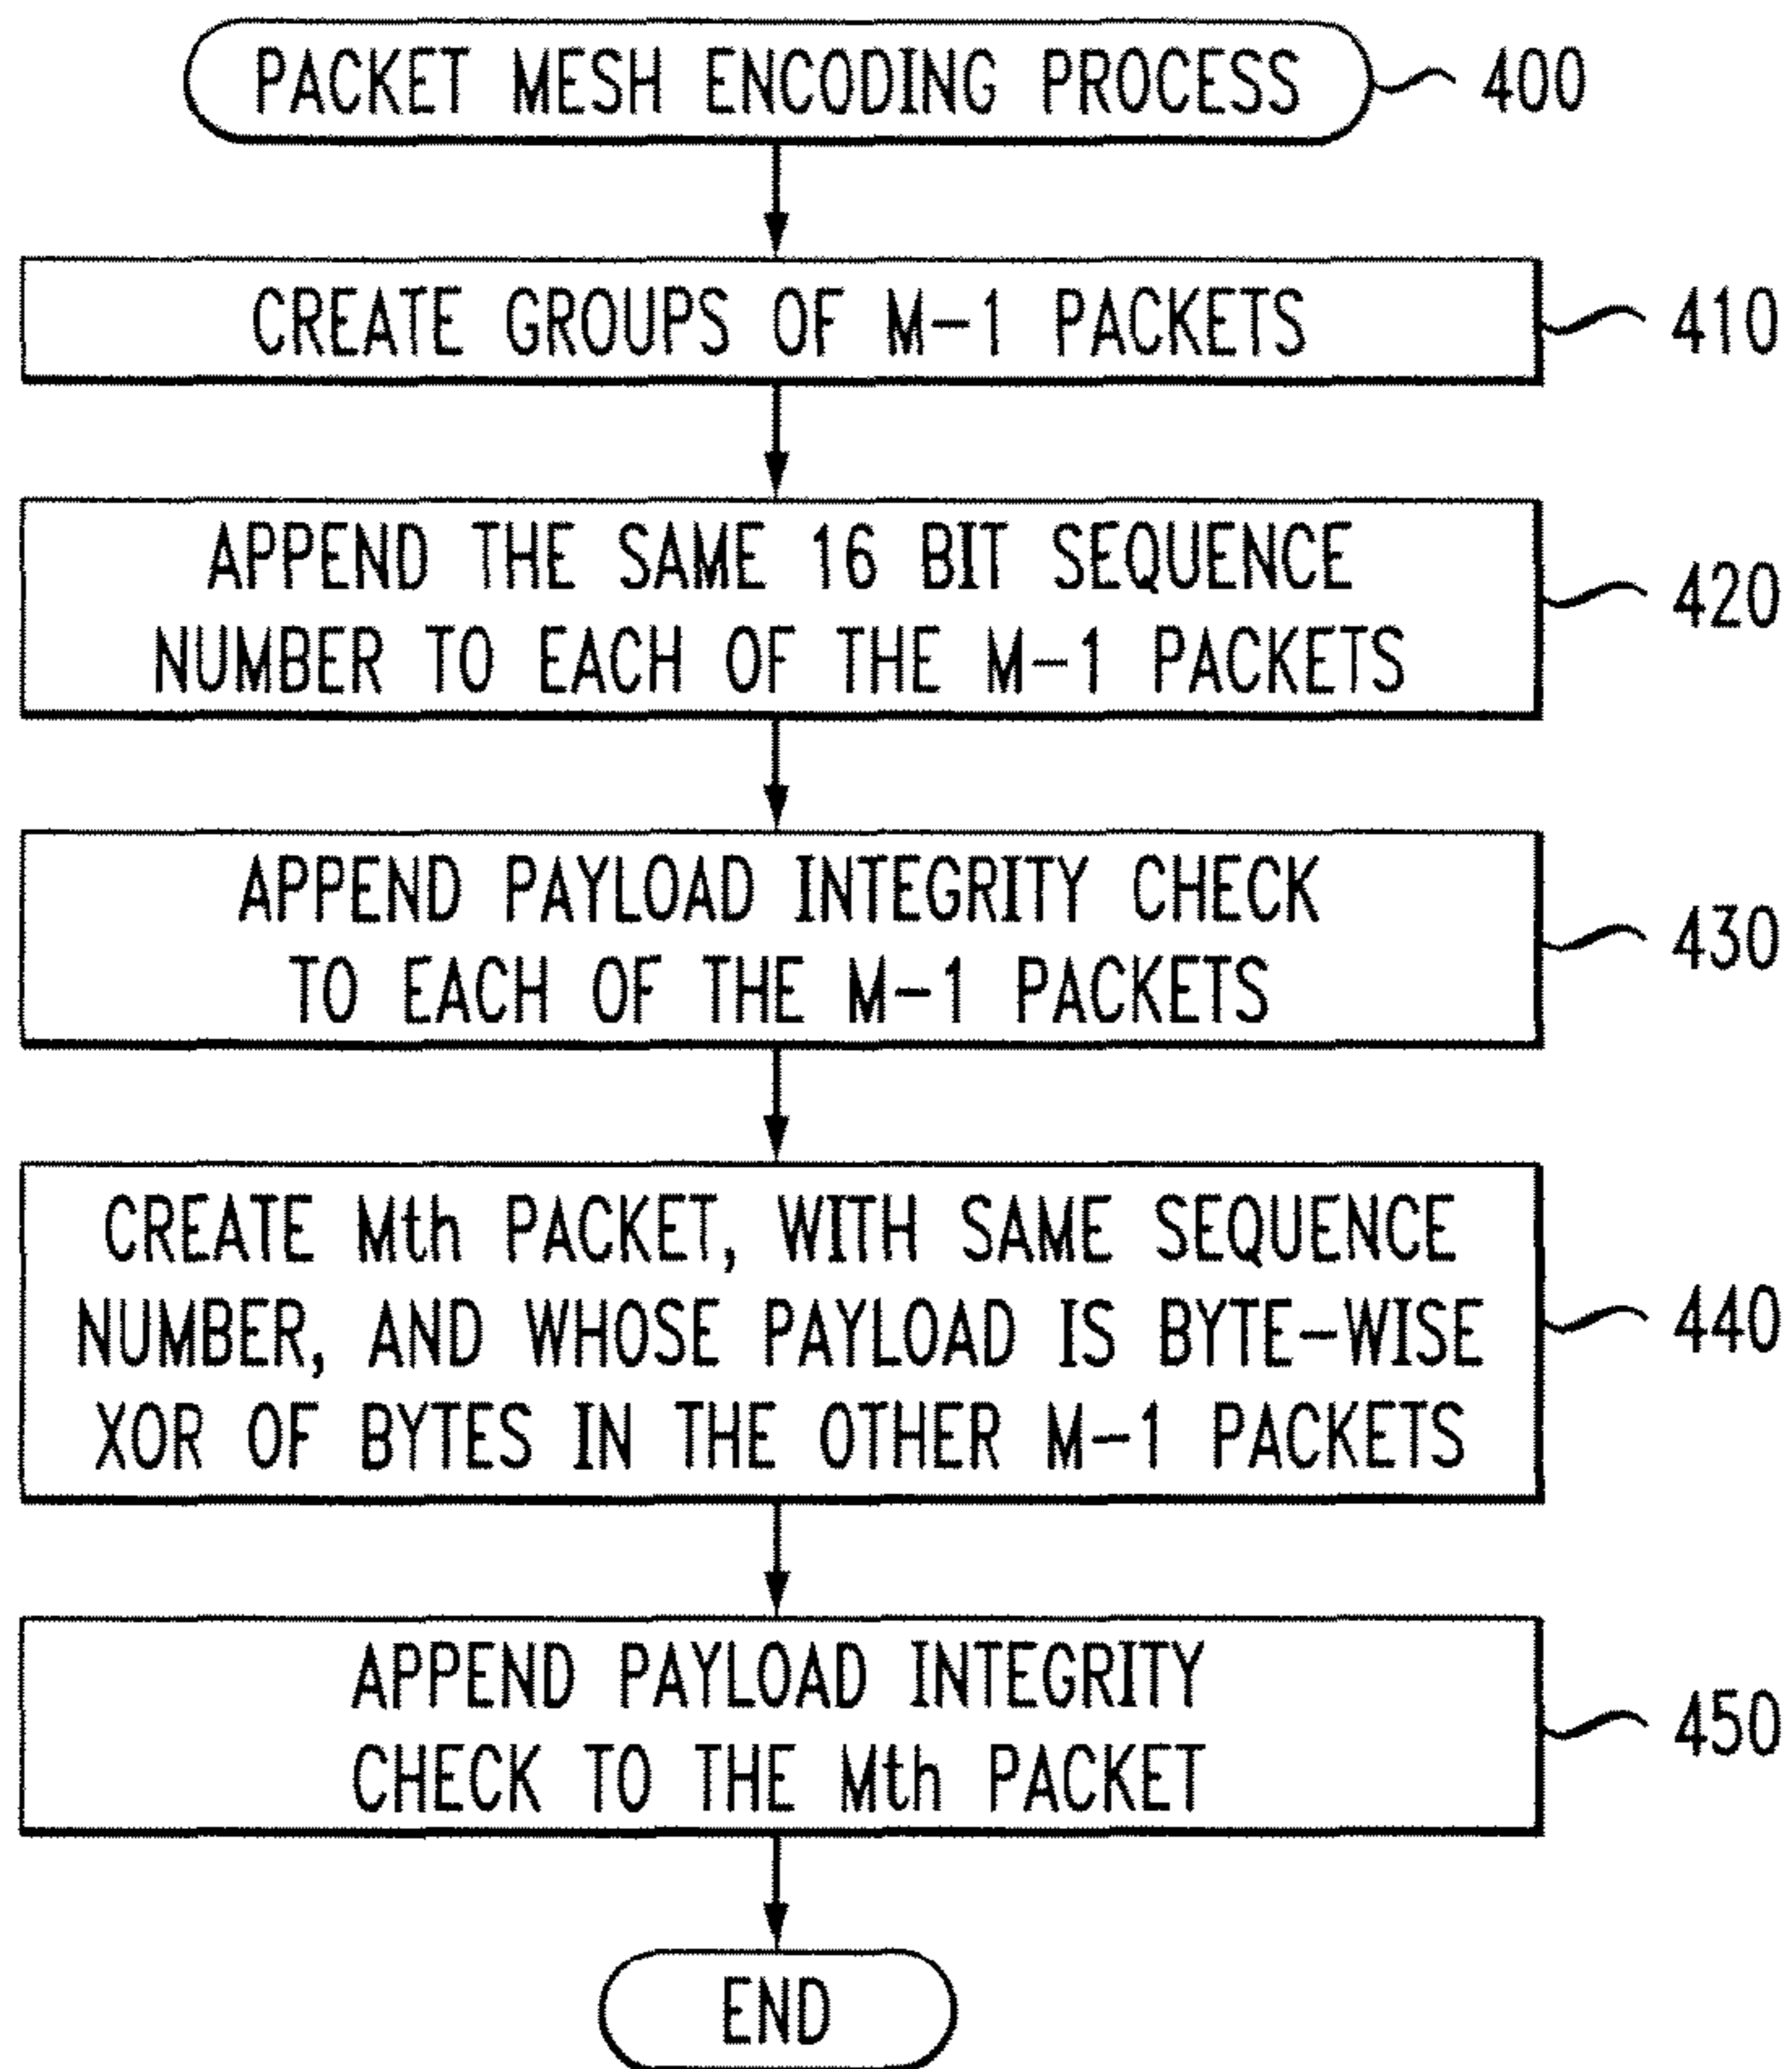 PACKET MESH ENCODING PROCESS 400
CREATE GROUPS OF M-1 PACKETS 410
APPEND THE SAME 16 BIT SEQUENCE
NUMBER TO EACH OF THE M-1 PACKETS
420
APPEND PAYLOAD INTEGRITY CHECK
TO EACH OF THE M-1 PACKETS
430
CREATE Mth PACKET, WITH SAME SEQUENCE
NUMBER, AND WHOSE PAYLOAD IS BYTE-WISE
XOR OF BYTES IN THE OTHER M-1 PACKETS
440
APPEND PAYLOAD INTEGRITY
CHECK TO THE Mth PACKET
450
END